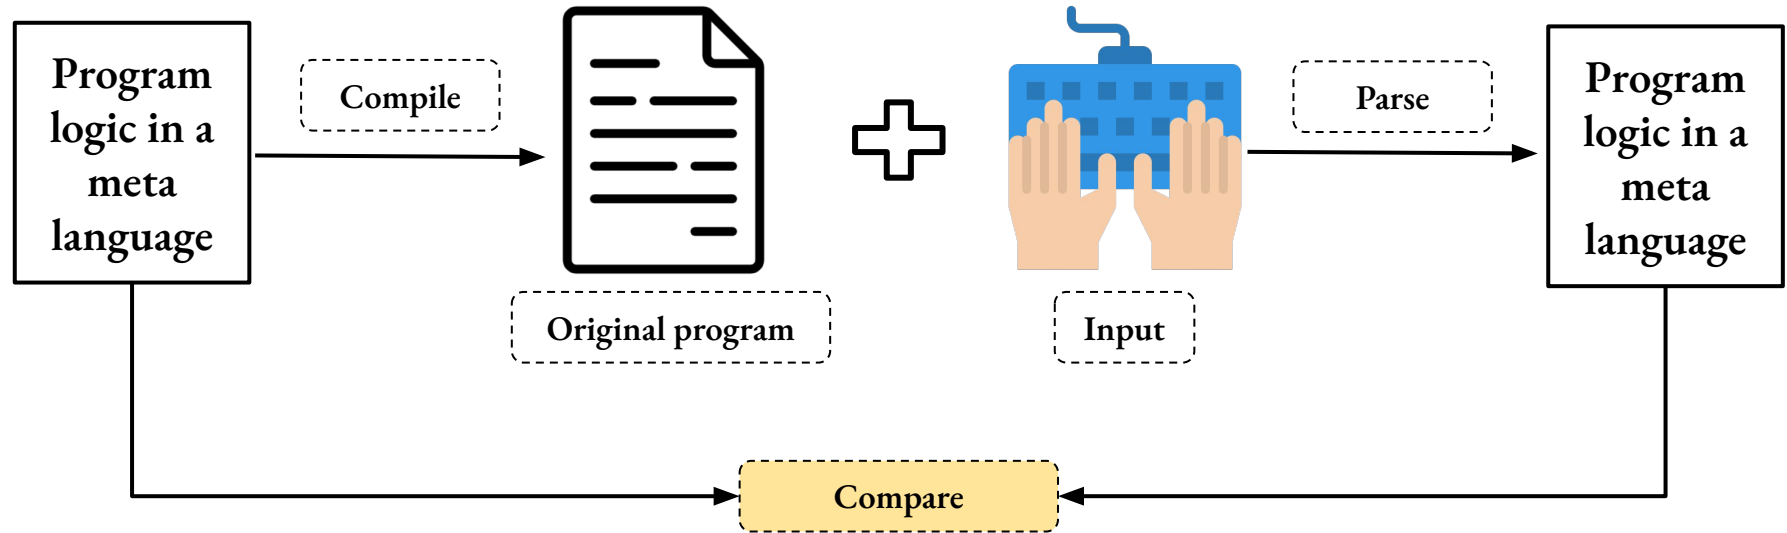 Program
logic in a
meta
language
Compile
Original program
Input
Parse
Program
logic in a
meta
language
Compare